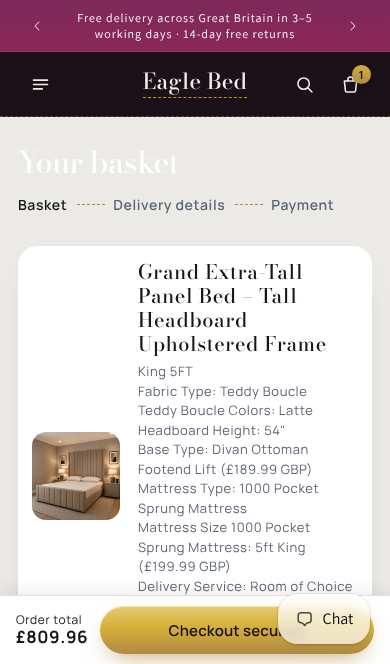 Free delivery across Great Britain in 3–5
working days · 14-day free returns
Eagle Bed
1
Your basket
Basket
Delivery details
Payment
Grand Extra-Tall
Panel Bed – Tall
Headboard
Upholstered Frame
King 5FT
Fabric Type: Teddy Boucle
Teddy Boucle Colors: Latte
Headboard Height: 54"
Base Type: Divan Ottoman
Footend Lift (£189.99 GBP)
Mattress Type: 1000 Pocket
Sprung Mattress
Mattress Size 1000 Pocket
Sprung Mattress: 5ft King
(£199.99 GBP)
Delivery Service: Room of Choice
Order total
£809.96
Checkout
Chat